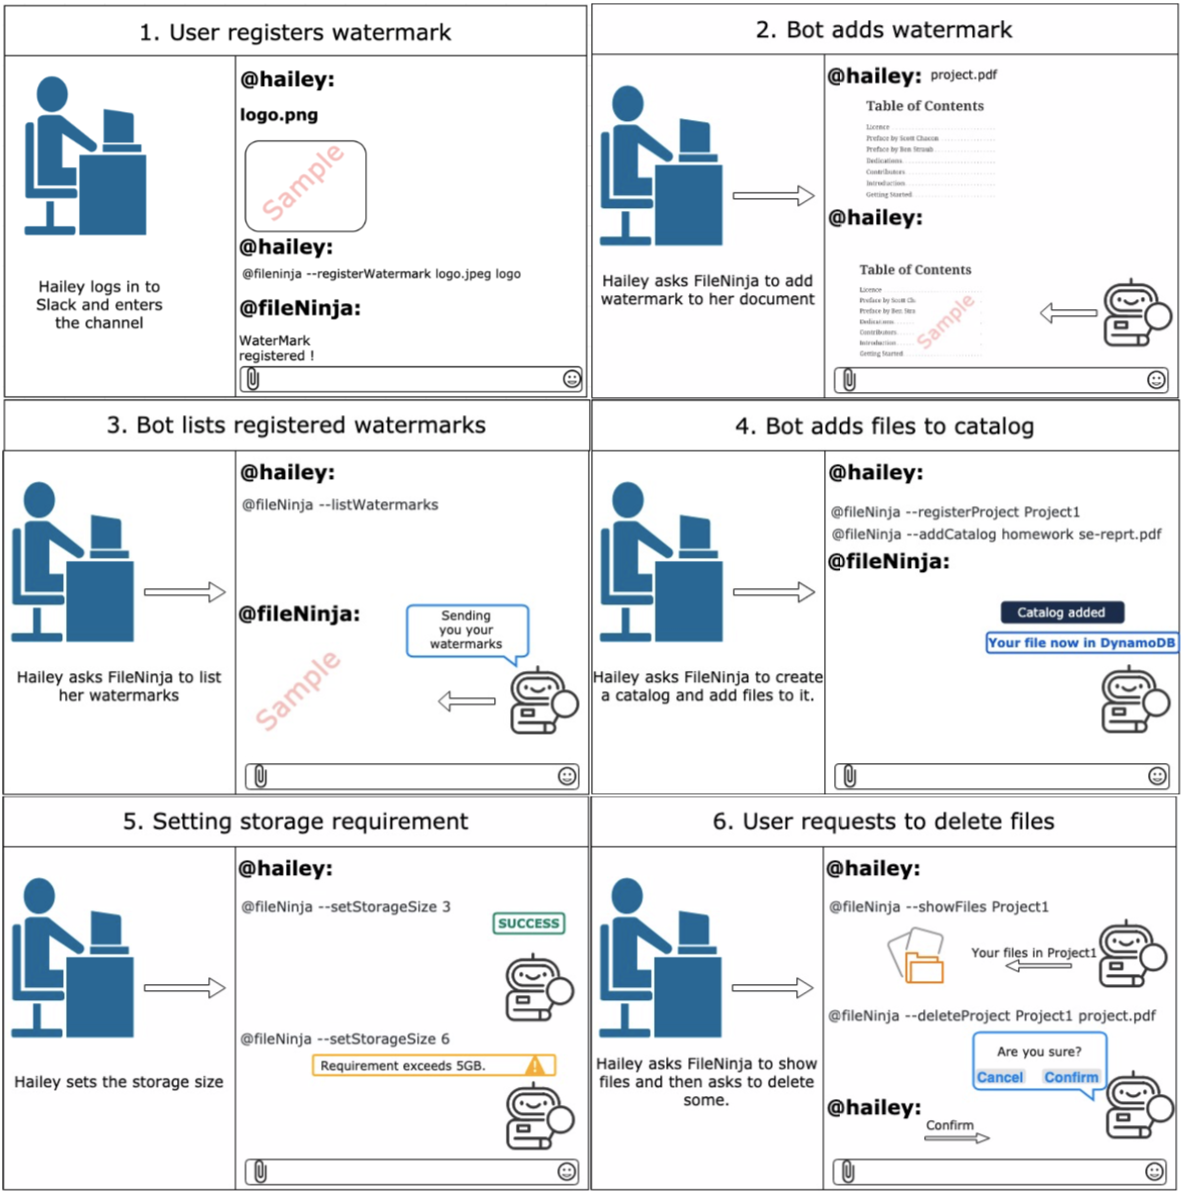 1. User registers watermark
@hailey:
logo.png
Sample
@hailey:
@fileninja --registerWatermark logo.jpeg logo
@fileNinja:
WaterMark
registered !
Hailey logs in to
Slack and enters
the channel
2. Bot adds watermark
@hailey: project.pdf
Table of Contents
Licence
Preface by Scott Chacon
Preface by Ben Straub
Dedications
Contributors
Introduction
Getting Started
@hailey:
Table of Contents
Licence
Preface by Scott Ch
Preface by Ben Stra
Dedications
Contributors
Introduction
Getting Started
Sample
Hailey asks FileNinja to add
watermark to her document
3. Bot lists registered watermarks
@hailey:
@fileNinja --listWatermarks
@fileNinja:
Sending
you your
watermarks
Sample
Hailey asks FileNinja to list
her watermarks
4. Bot adds files to catalog
@hailey:
@fileNinja --registerProject Project1
@fileNinja --addCatalog homework se-reprt.pdf
@fileNinja:
Catalog added
Your file now in DynamoDB
Hailey asks FileNinja to create
a catalog and add files to it.
5. Setting storage requirement
@hailey:
@fileNinja --setStorageSize 3
SUCCESS
@fileNinja --setStorageSize 6
Requirement exceeds 5GB.
Hailey sets the storage size
6. User requests to delete files
@hailey:
@fileNinja --showFiles Project1
Your files in Project1
@fileNinja --deleteProject Project1 project.pdf
Are you sure?
Cancel Confirm
@hailey:
Confirm
Hailey asks FileNinja to show
files and then asks to delete
some.